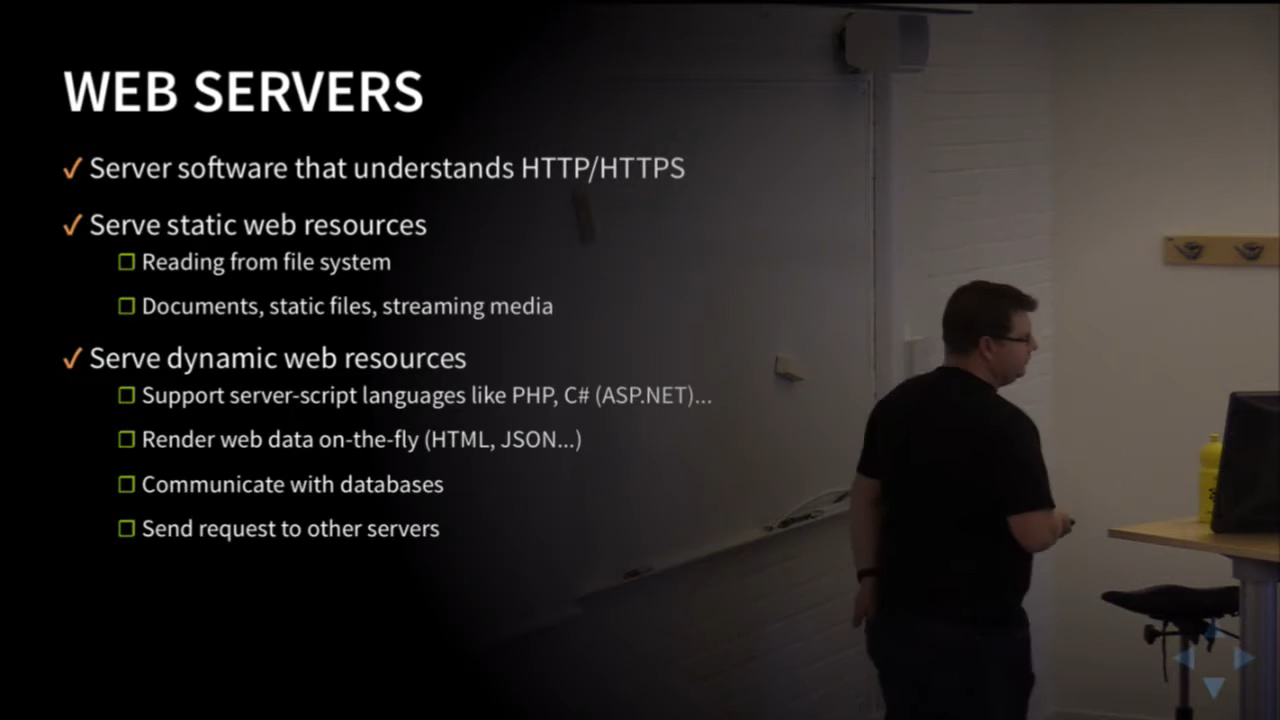 WEB SERVERS
✓ Server software that understands HTTP/HTTPS
✓ Serve static web resources
❐ Reading from file system
❐ Documents, static files, streaming media
✓ Serve dynamic web resources
❐ Support server-script languages like PHP, C# (ASP.NET)...
❐ Render web data on-the-fly (HTML, JSON...)
❐ Communicate with databases
❐ Send request to other servers